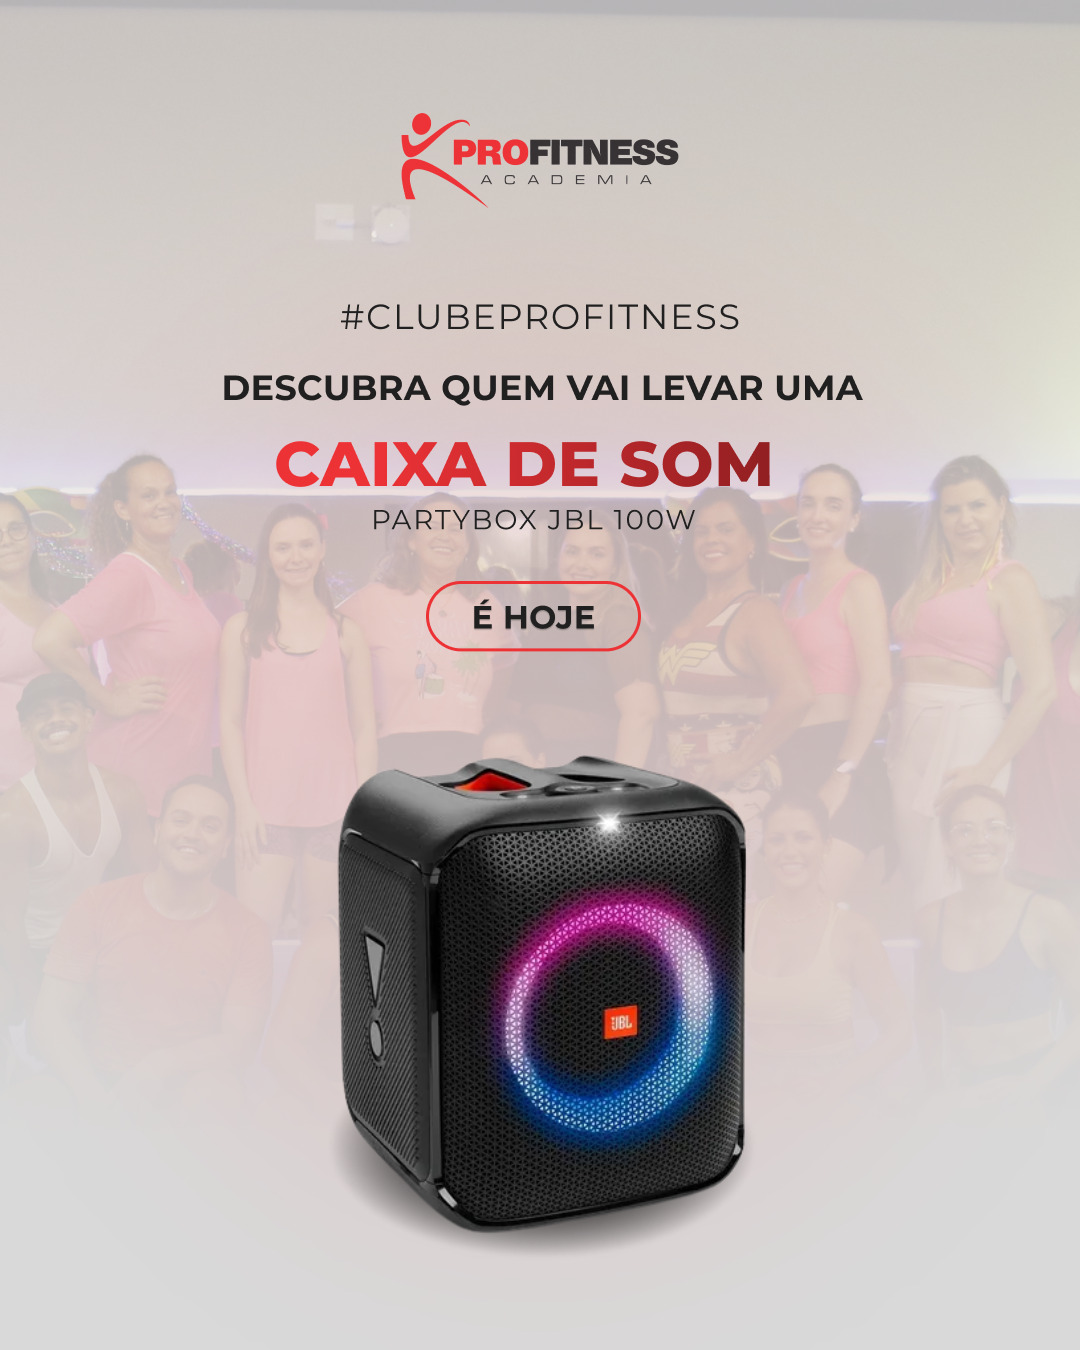 PROFITNESS
ACADEMIA
#CLUBEPROFITNESS
DESCUBRA QUEM VAI LEVAR UMA
CAIXA DE SOM
PARTYBOX JBL 100W
É HOJE
JBL